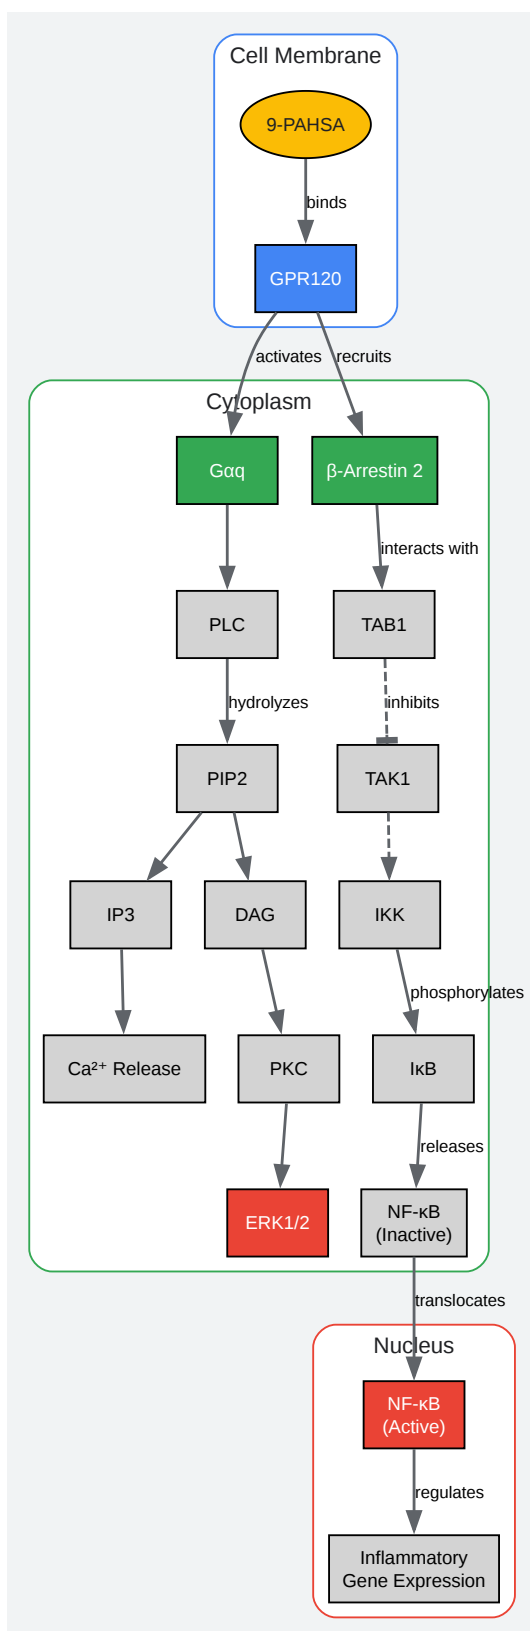 Cell Membrane
9-PAHSA
binds
GPR120
activates
recruits
Cytoplasm
Gαq
β-Arrestin 2
interacts with
PLC
TAB1
hydrolyzes
inhibits
PIP2
TAK1
IP3
DAG
IKK
phosphorylates
Ca²⁺ Release
PKC
IκB
releases
ERK1/2
NF-κB
(Inactive)
translocates
Nucleus
NF-κB
(Active)
regulates
Inflammatory
Gene Expression